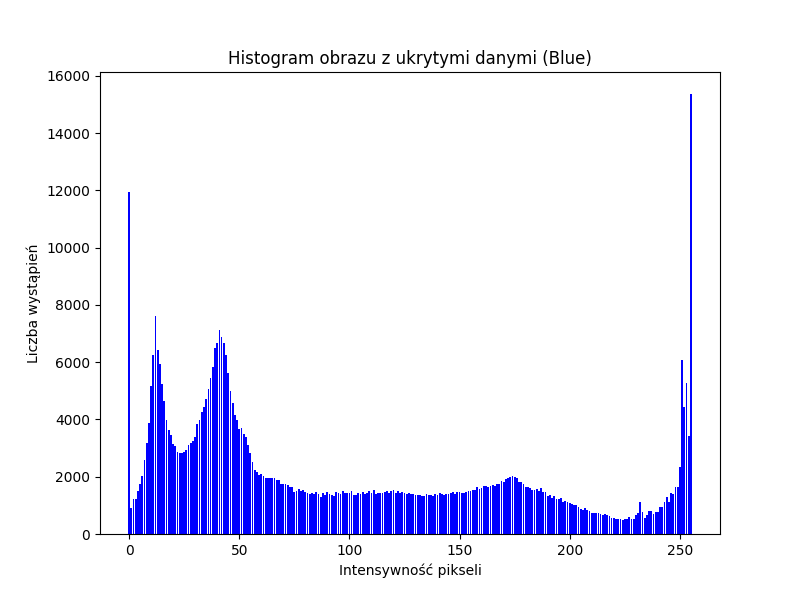 Histogram obrazu z ukrytymi danymi (Blue)
16000
14000
12000
10000
8000
6000
4000
2000
0
Liczba wystąpień
0 50 100 150 200 250
Intensywność pikseli